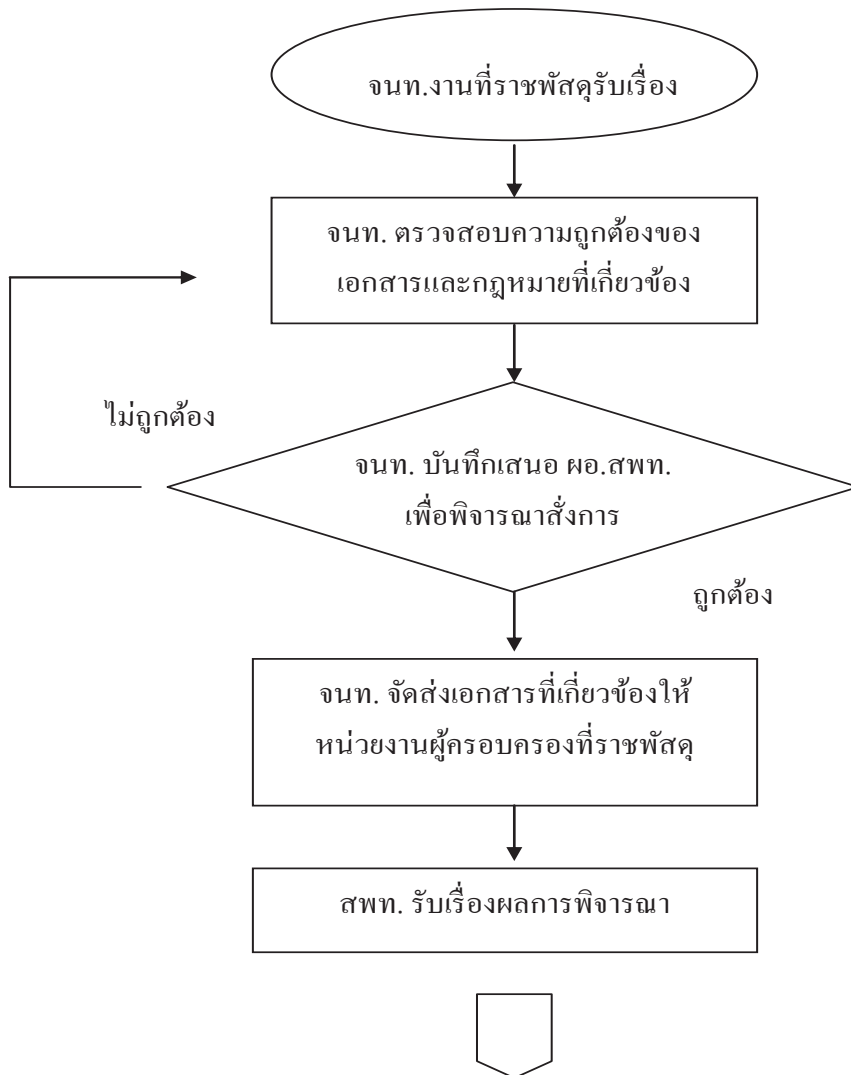 จนท.งานที่ราชพัสดุรับเรื่อง
จนท. ตรวจสอบความถูกต้องของ
เอกสารและกฎหมายที่เกี่ยวข้อง
ไม่ถูกต้อง
จนท. บันทึกเสนอ ผอ.สพท.
เพื่อพิจารณาสั่งการ
ถูกต้อง
จนท. จัดส่งเอกสารที่เกี่ยวข้องให้
หน่วยงานผู้ครอบครองที่ราชพัสดุ
สพท. รับเรื่องผลการพิจารณา